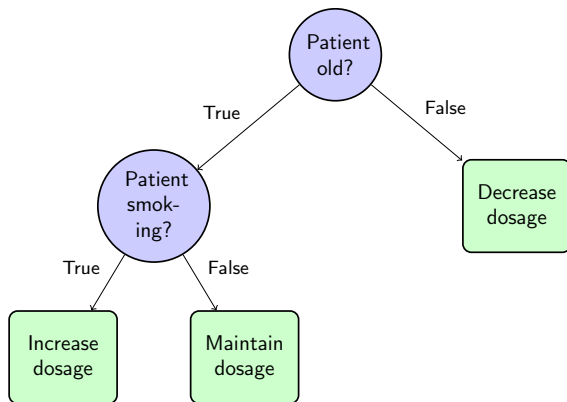 Patient
old?
True
False
Patient
smok-
ing?
Decrease
dosage
True
False
Increase
dosage
Maintain
dosage